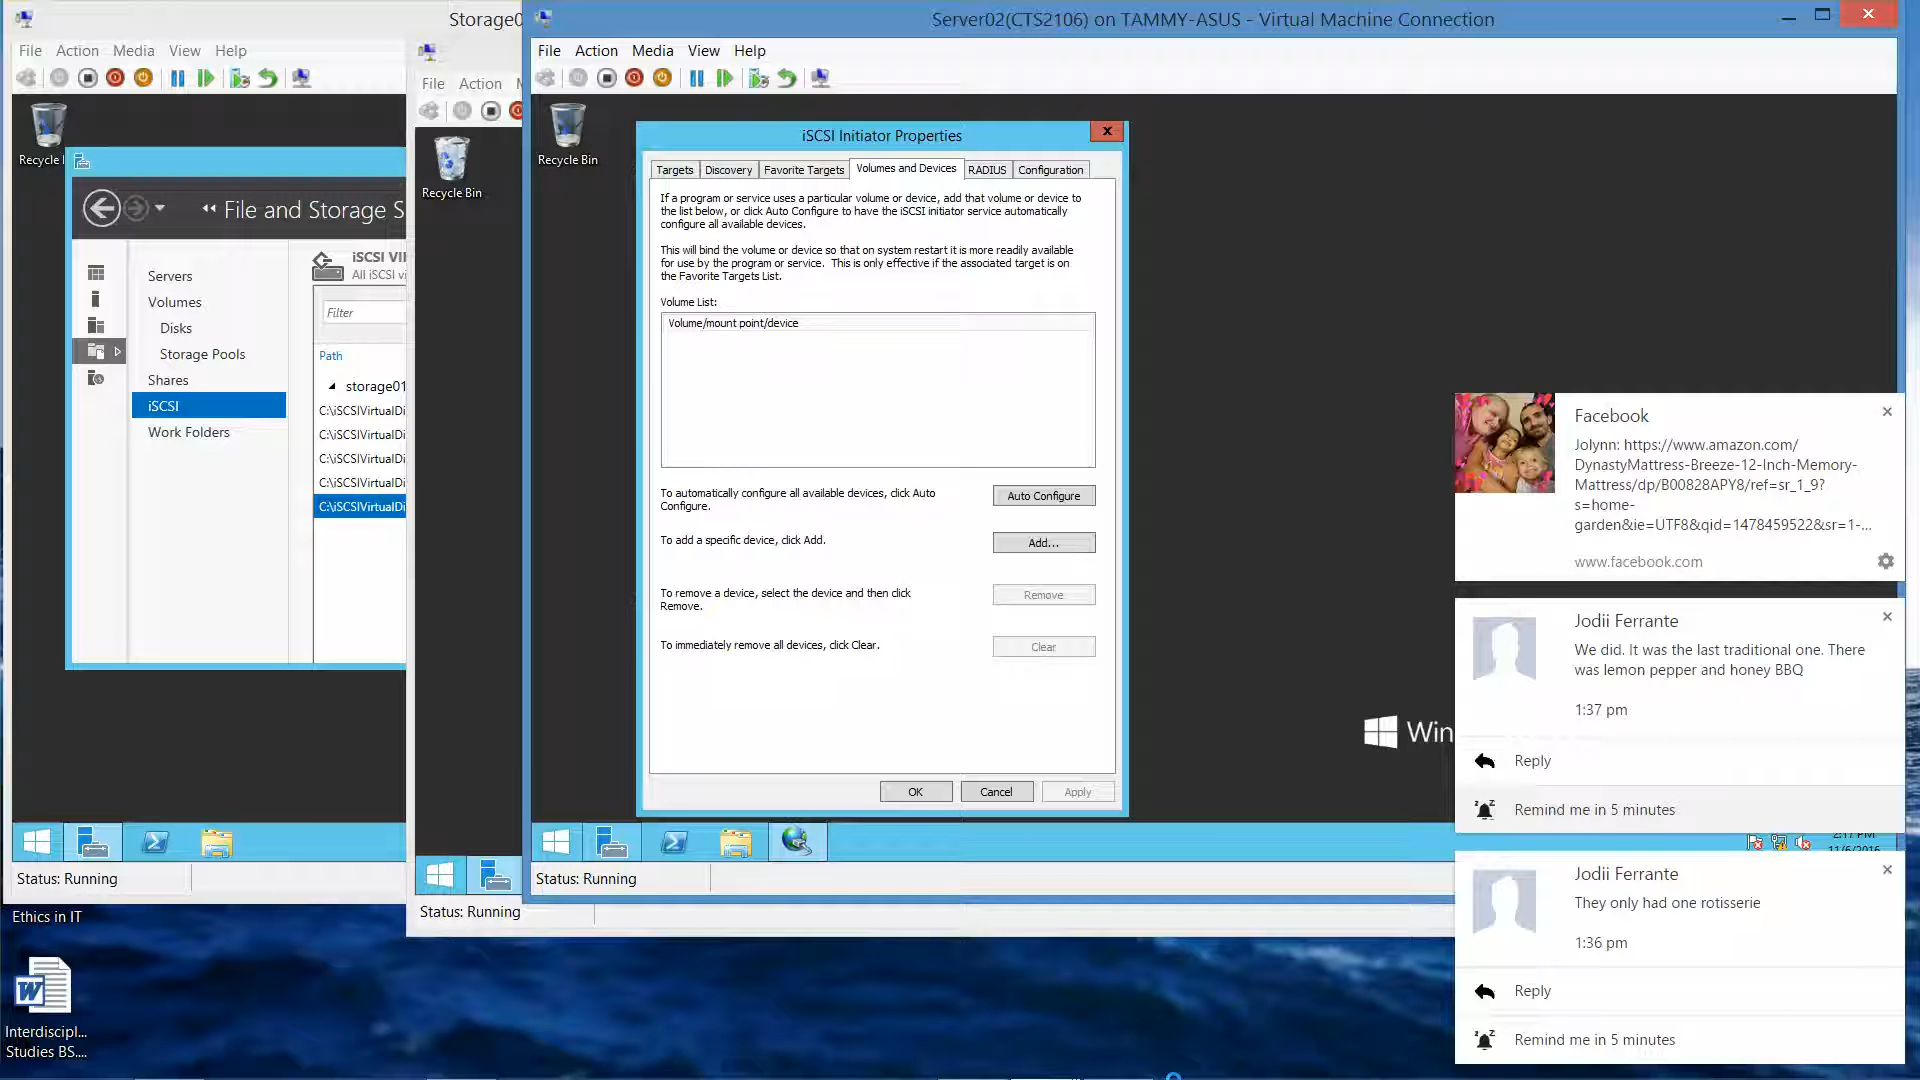 Storage0
File Action Media View Help
Recycle
File and Storage S
Servers
Volumes
Disks
Storage Pools
Shares
iSCSI
Work Folders
iSCSI VI
All iSCSI vi
Filter
Path
storage01
C:\iSCSIVirtualDi
C:\iSCSIVirtualDi
C:\iSCSIVirtualDi
C:\iSCSIVirtualDi
C:\iSCSIVirtualDi
Status: Running
File Action
Recycle Bin
Status: Running
Server02(CTS2106) on TAMMY-ASUS - Virtual Machine Connection
File Action Media View Help
Recycle Bin
iSCSI Initiator Properties
Targets Discovery Favorite Targets Volumes and Devices RADIUS Configuration
If a program or service uses a particular volume or device, add that volume or device to
the list below, or click Auto Configure to have the iSCSI initiator service automatically
configure all available devices.
This will bind the volume or device so that on system restart it is more readily available
for use by the program or service. This is only effective if the associated target is on
the Favorite Targets List.
Volume List:
Volume/mount point/device
To automatically configure all available devices, click Auto
Configure.
Auto Configure
To add a specific device, click Add.
Add...
To remove a device, select the device and then click
Remove.
Remove
To immediately remove all devices, click Clear.
Clear
OK Cancel Apply
Win
2:17 PM
11/6/2016
Status: Running
Facebook
Jolynn: https://www.amazon.com/
DynastyMattress-Breeze-12-Inch-Memory-
Mattress/dp/B00828APY8/ref=sr_1_9?
s=home-
garden&ie=UTF8&qid=1478459522&sr=1-...
www.facebook.com
Jodii Ferrante
We did. It was the last traditional one. There
was lemon pepper and honey BBQ
1:37 pm
Reply
Remind me in 5 minutes
Jodii Ferrante
They only had one rotisserie
1:36 pm
Reply
Remind me in 5 minutes
Ethics in IT
Interdiscipl...
Studies BS....